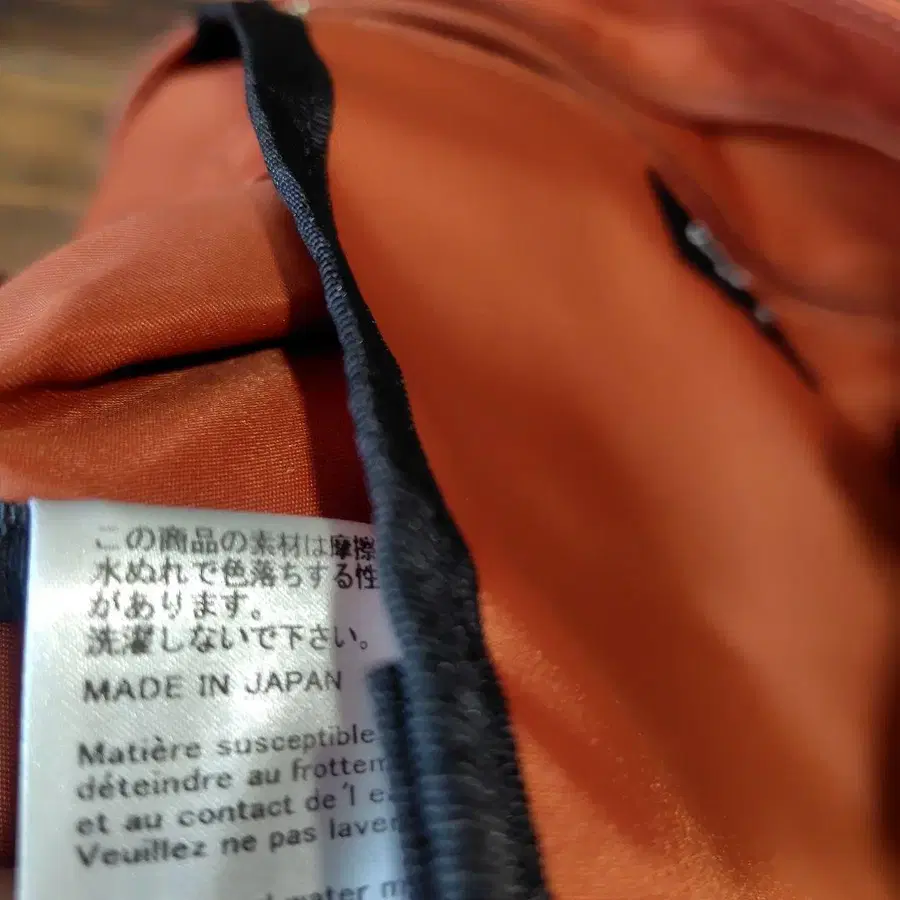 この商品の素材は摩擦
水ぬれで色落ちする性
があります。
洗濯しないで下さい。
MADE IN JAPAN
Matière susceptible
déteindre au frottem
et au contact de'l e
Veuillez ne pas laver
water m